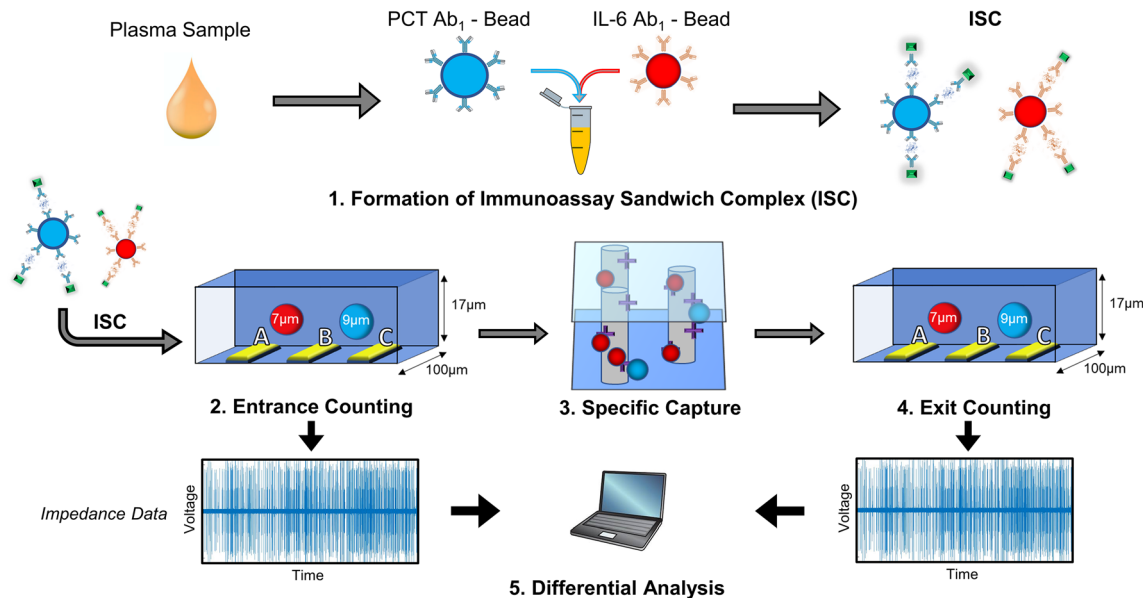 Plasma Sample
PCT Ab₁ - Bead
IL-6 Ab₁ - Bead
ISC
1. Formation of Immunoassay Sandwich Complex (ISC)
ISC
7µm
9µm
A
B
C
17µm
100µm
7µm
9µm
A
B
C
17µm
100µm
2. Entrance Counting
3. Specific Capture
4. Exit Counting
Impedance Data
Voltage
Time
Voltage
Time
5. Differential Analysis